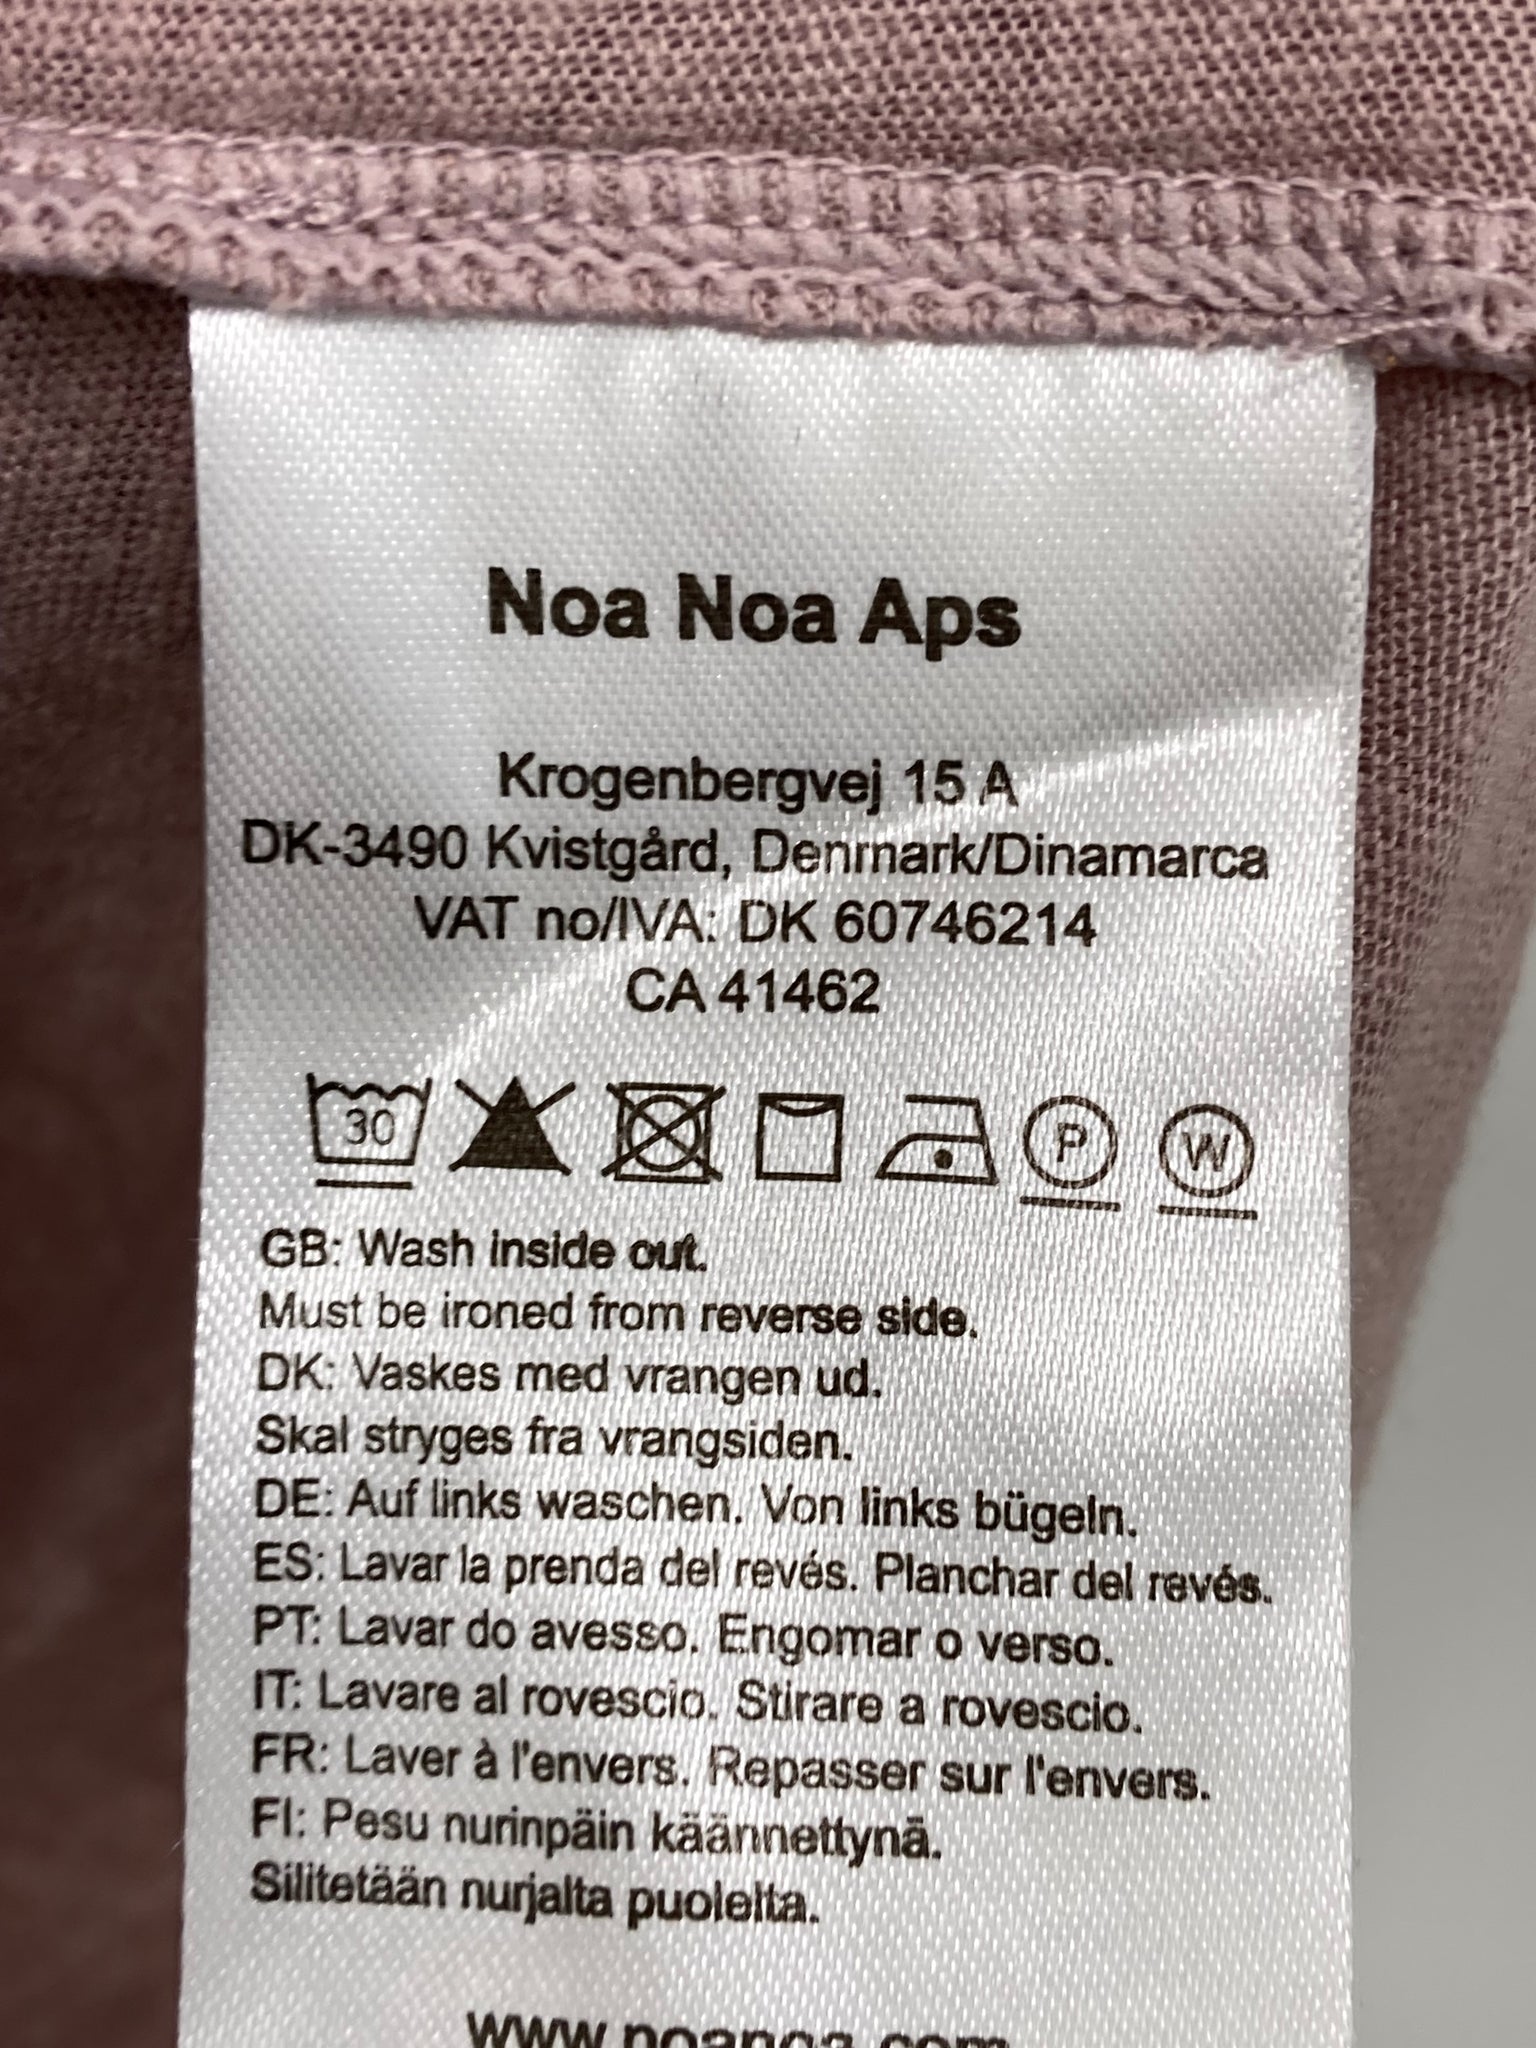 Noa Noa Aps
Krogenbergvej 15 A
DK-3490 Kvistgård, Denmark/Dinamarca
VAT no/IVA: DK 60746214
CA 41462
30 P W
GB: Wash inside out.
Must be ironed from reverse side.
DK: Vaskes med vrangen ud.
Skal stryges fra vrangsiden.
DE: Auf links waschen. Von links bügeln.
ES: Lavar la prenda del revés. Planchar del revés.
PT: Lavar do avesso. Engomar o verso.
IT: Lavare al rovescio. Stirare a rovescio.
FR: Laver à l'envers. Repasser sur l'envers.
FI: Pesu nurinpäin käännettynä.
Silitetään nurjalta puolelta.
www.noanoa.com